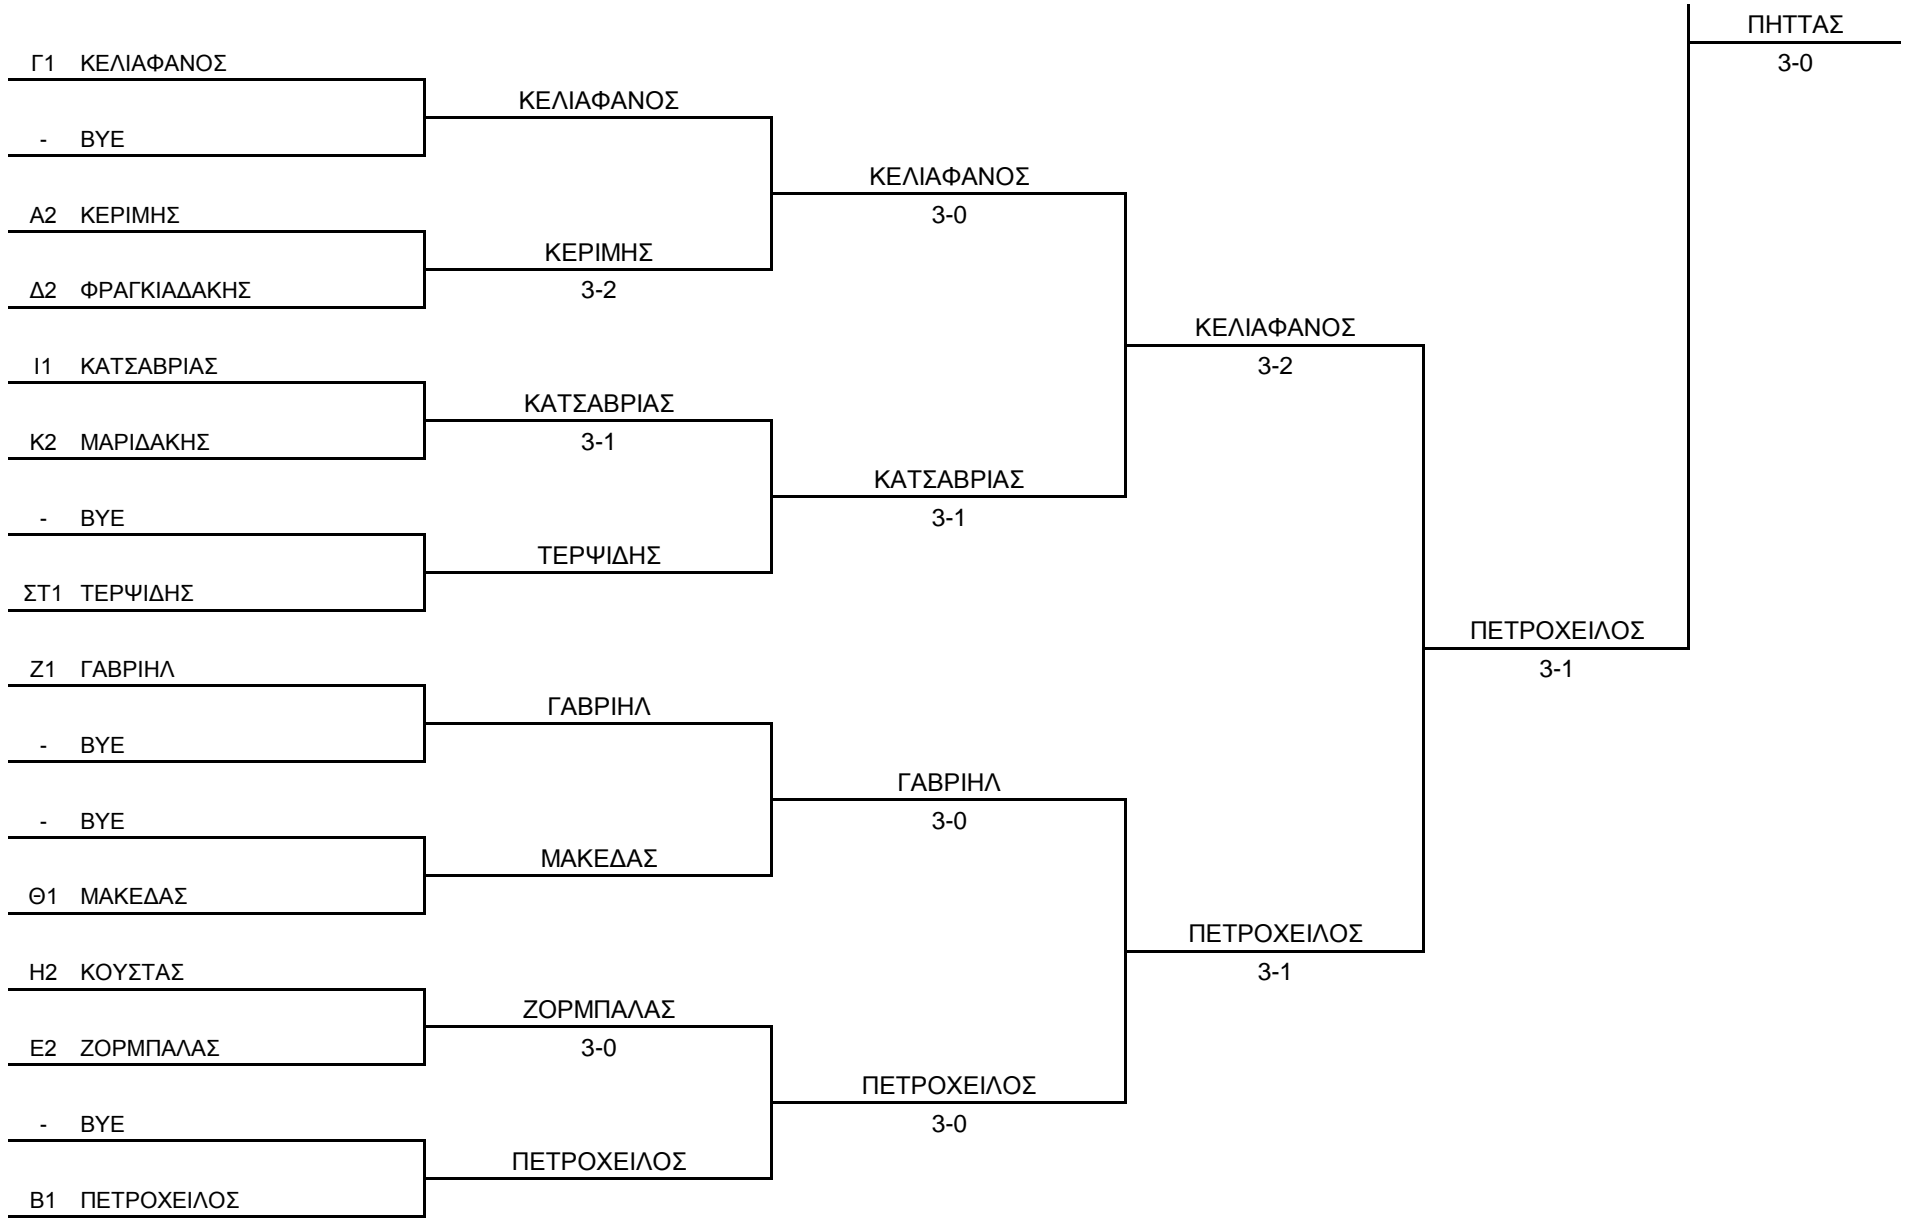 ΠΗΤΤΑΣ
3-0
Γ1 ΚΕΛΙΑΦΑΝΟΣ
ΚΕΛΙΑΦΑΝΟΣ
- BYE
ΚΕΛΙΑΦΑΝΟΣ
3-0
Α2 ΚΕΡΙΜΗΣ
ΚΕΡΙΜΗΣ
3-2
Δ2 ΦΡΑΓΚΙΑΔΑΚΗΣ
ΚΕΛΙΑΦΑΝΟΣ
3-2
Ι1 ΚΑΤΣΑΒΡΙΑΣ
ΚΑΤΣΑΒΡΙΑΣ
3-1
Κ2 ΜΑΡΙΔΑΚΗΣ
ΚΑΤΣΑΒΡΙΑΣ
3-1
- BYE
ΤΕΡΨΙΔΗΣ
ΣΤ1 ΤΕΡΨΙΔΗΣ
ΠΕΤΡΟΧΕΙΛΟΣ
3-1
Ζ1 ΓΑΒΡΙΗΛ
ΓΑΒΡΙΗΛ
- BYE
ΓΑΒΡΙΗΛ
3-0
- BYE
ΜΑΚΕΔΑΣ
Θ1 ΜΑΚΕΔΑΣ
ΠΕΤΡΟΧΕΙΛΟΣ
3-1
Η2 ΚΟΥΣΤΑΣ
ΖΟΡΜΠΑΛΑΣ
3-0
Ε2 ΖΟΡΜΠΑΛΑΣ
ΠΕΤΡΟΧΕΙΛΟΣ
3-0
- BYE
ΠΕΤΡΟΧΕΙΛΟΣ
Β1 ΠΕΤΡΟΧΕΙΛΟΣ